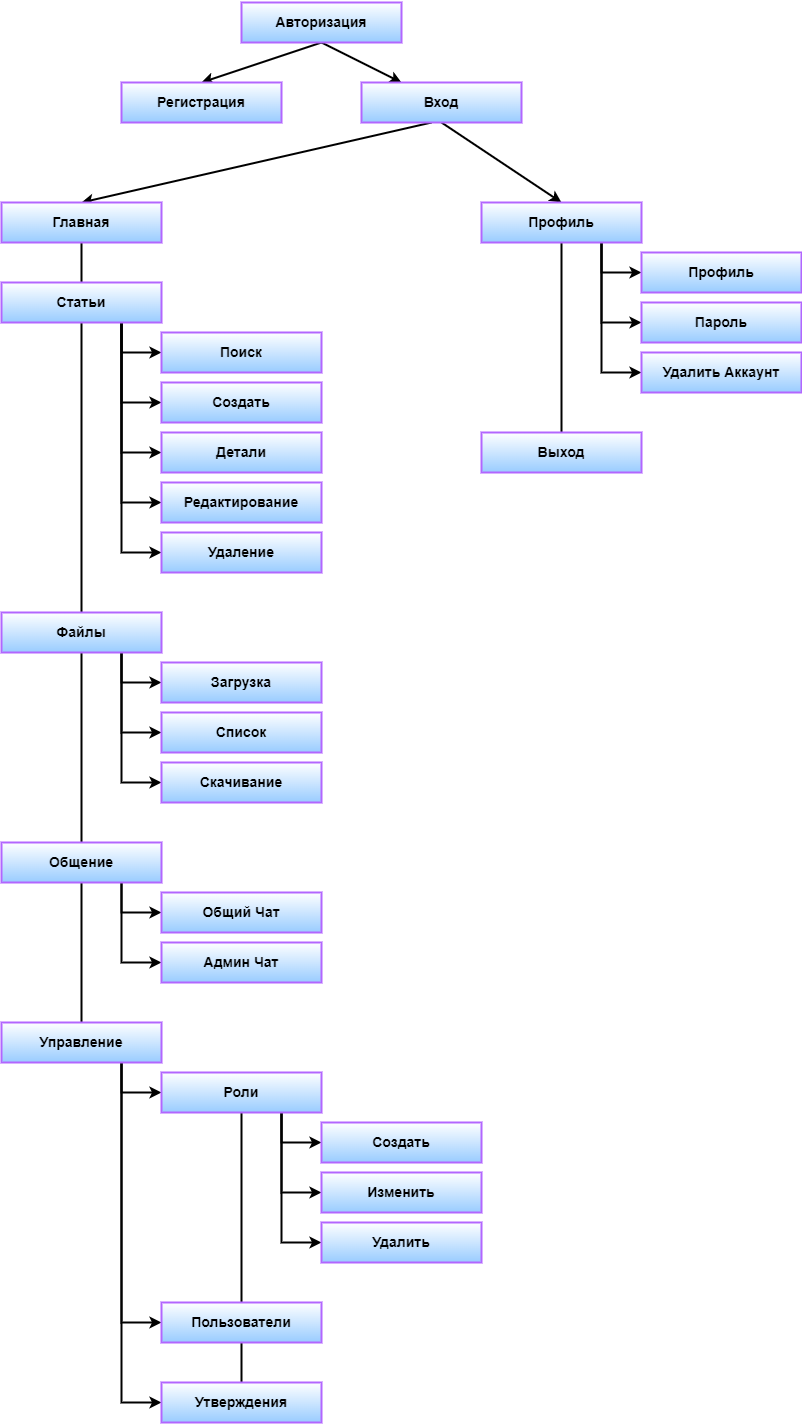 Авторизация
Регистрация
Вход
Главная
Профиль
Профиль
Пароль
Удалить Аккаунт
Выход
Статьи
Поиск
Создать
Детали
Редактирование
Удаление
Файлы
Загрузка
Список
Скачивание
Общение
Общий Чат
Админ Чат
Управление
Роли
Создать
Изменить
Удалить
Пользователи
Утверждения